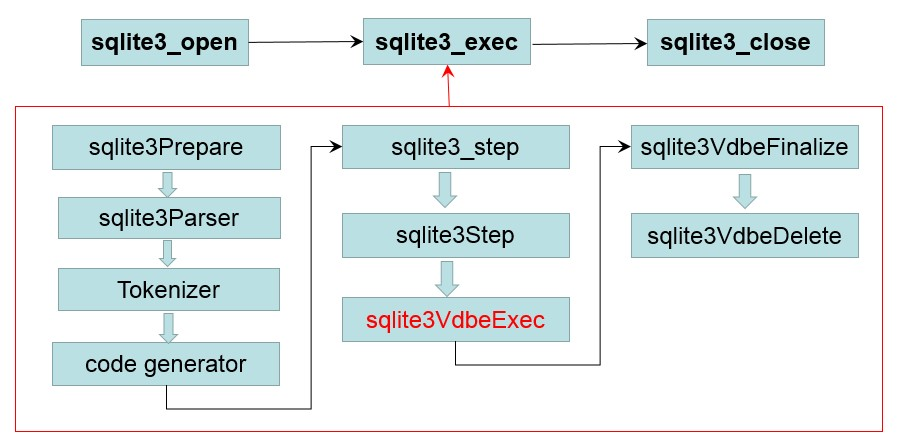 sqlite3_open
sqlite3_exec
sqlite3_close
sqlite3Prepare
sqlite3Parser
Tokenizer
code generator
sqlite3_step
sqlite3Step
sqlite3VdbeExec
sqlite3VdbeFinalize
sqlite3VdbeDelete